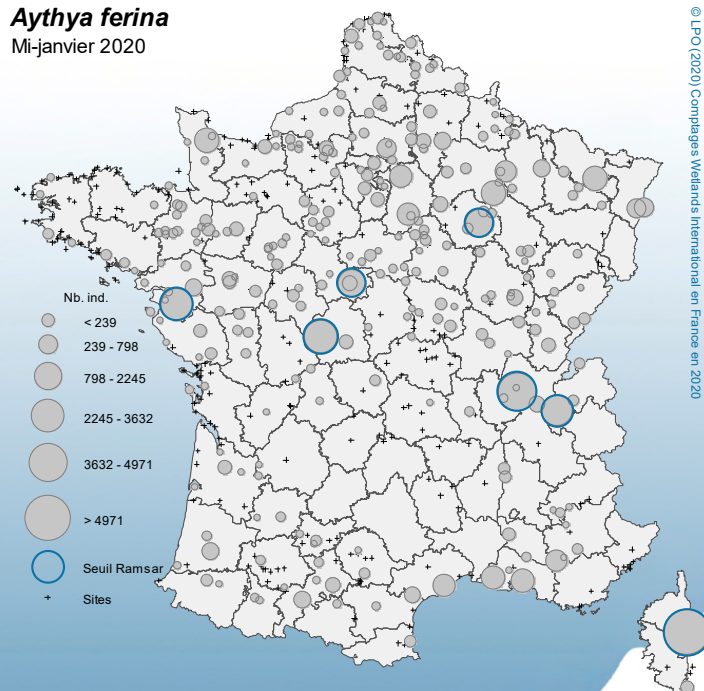 Aythya ferina
Mi-janvier 2020
© LPO (2020) Comptages Wetlands International en France en 2020
Nb. ind.
< 239
239 - 798
798 - 2245
2245 - 3632
3632 - 4971
> 4971
Seuil Ramsar
Sites